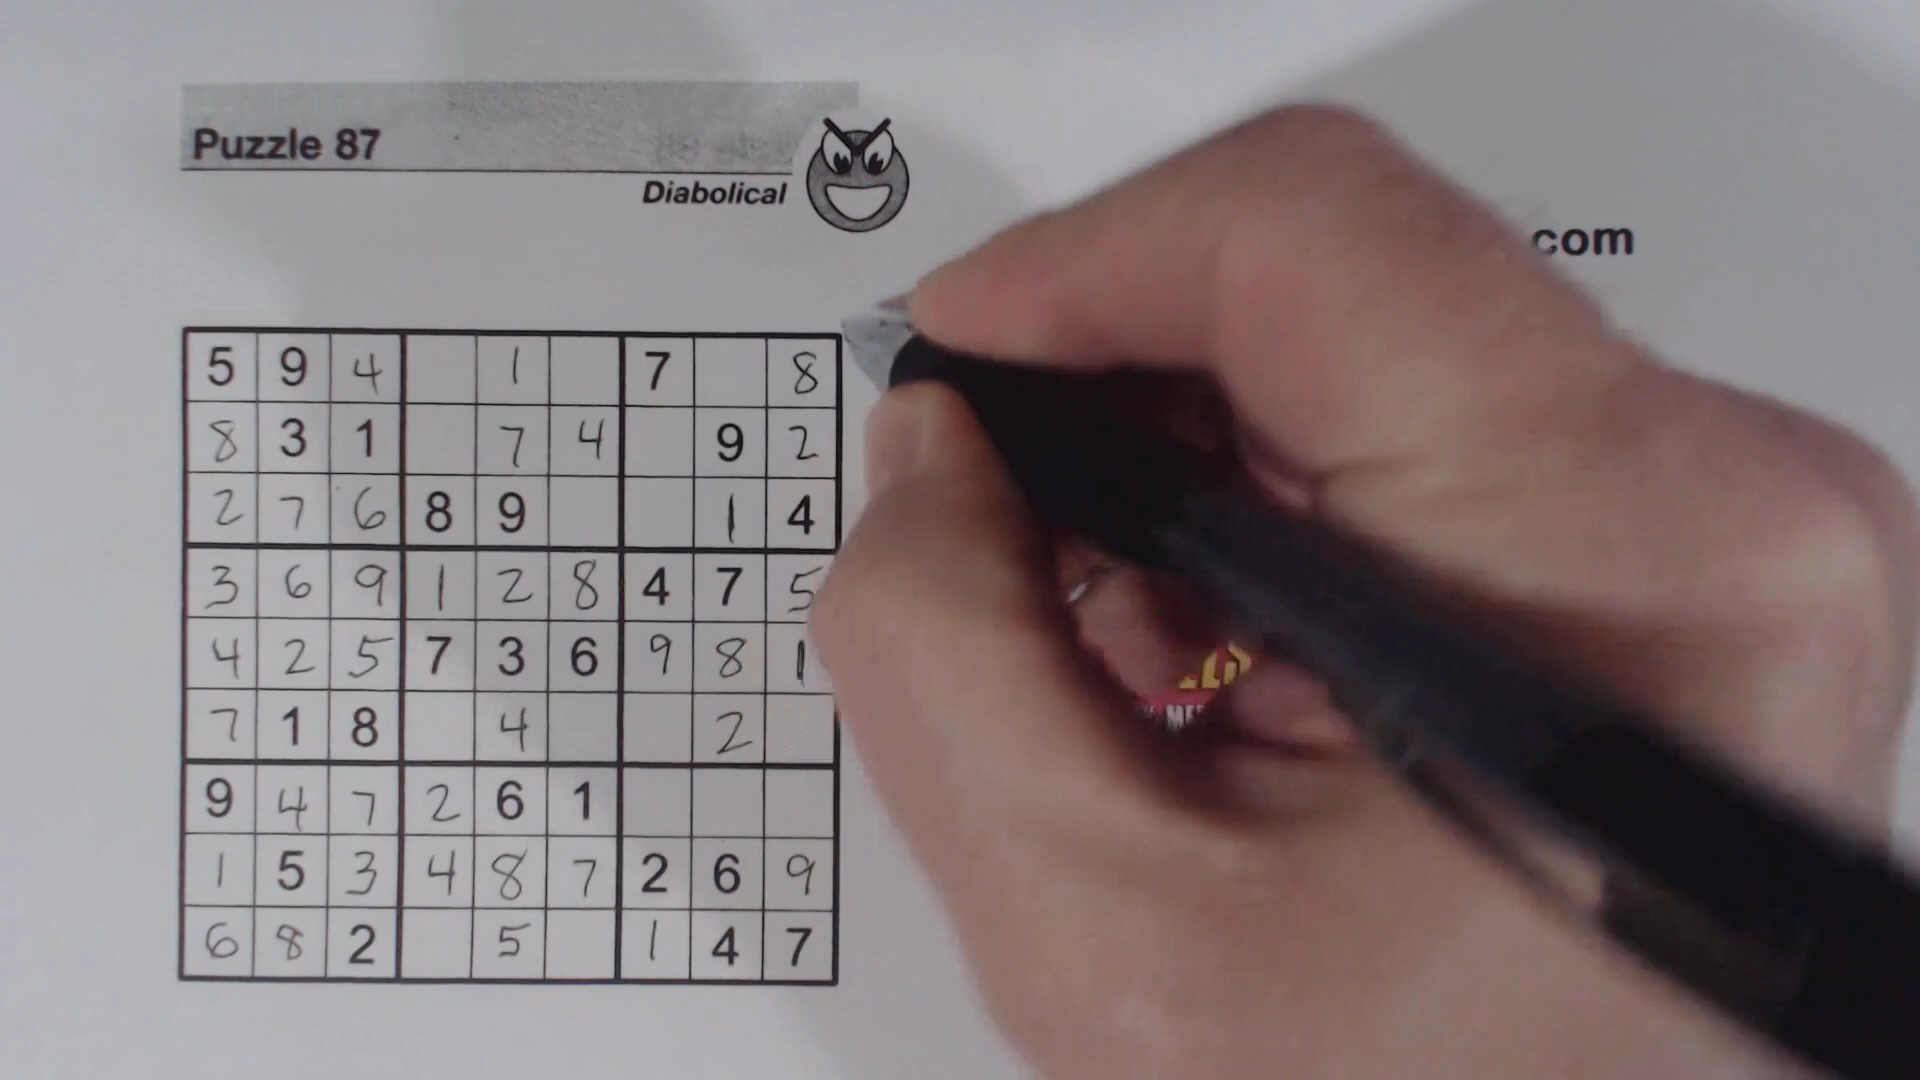 Puzzle 87
Diabolical
com
5 9 4 1 7 8
8 3 1 7 4 9 2
2 7 6 8 9 1 4
3 6 9 1 2 8 4 7 5
4 2 5 7 3 6 9 8 1
7 1 8 4 2
9 4 7 2 6 1
1 5 3 4 8 7 2 6 9
6 8 2 5 1 4 7